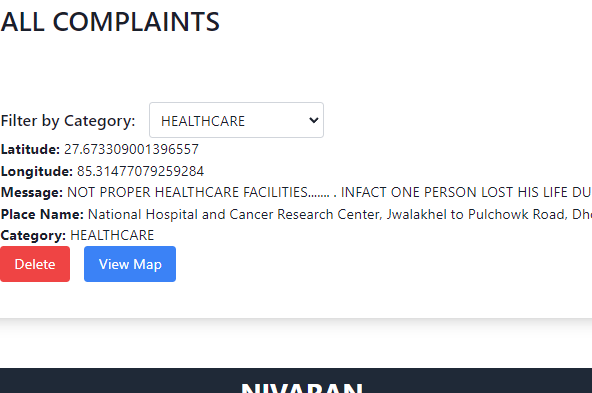 ALL COMPLAINTS
Filter by Category: HEALTHCARE
Latitude: 27.673309001396557
Longitude: 85.31477079259284
Message: NOT PROPER HEALTHCARE FACILITIES....... . INFACT ONE PERSON LOST HIS LIFE DU
Place Name: National Hospital and Cancer Research Center, Jwalakhel to Pulchowk Road, Dho
Category: HEALTHCARE
Delete View Map
NIVARAN